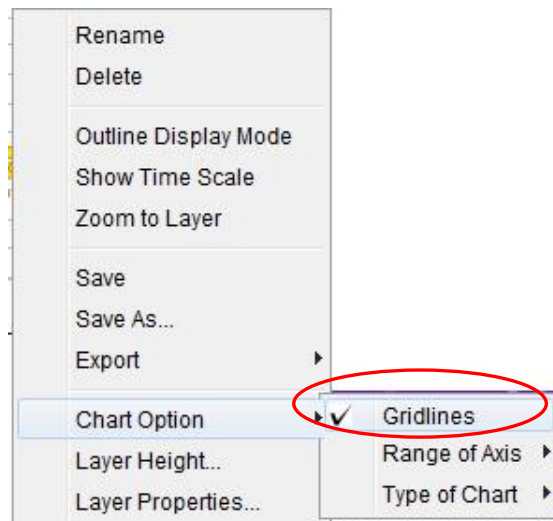 Rename
Delete
Outline Display Mode
Show Time Scale
Zoom to Layer
Save
Save As...
Export
Chart Option
Gridlines
Layer Height...
Range of Axis
Layer Properties...
Type of Chart